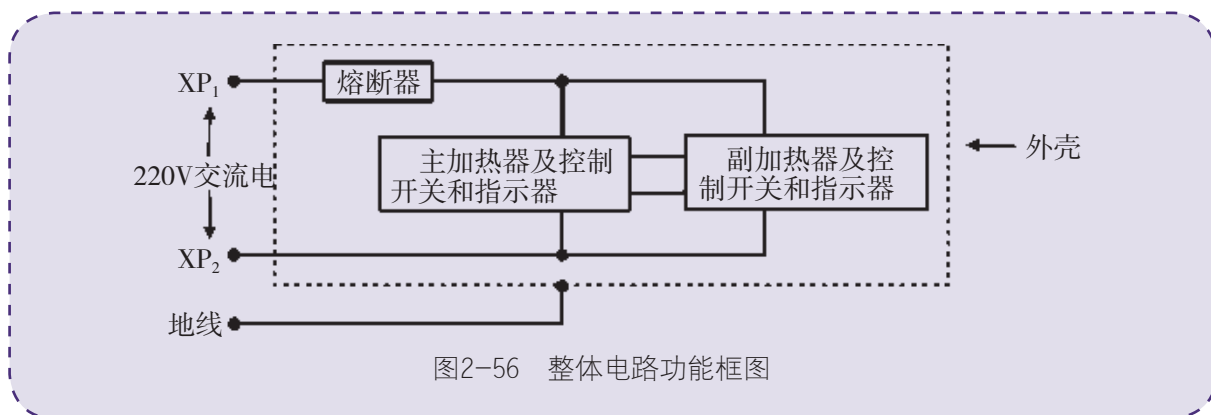 XP₁
熔断器
主加热器及控制
开关和指示器
副加热器及控
制开关和指示器
外壳
220V交流电
XP₂
地线
图2-56 整体电路功能框图